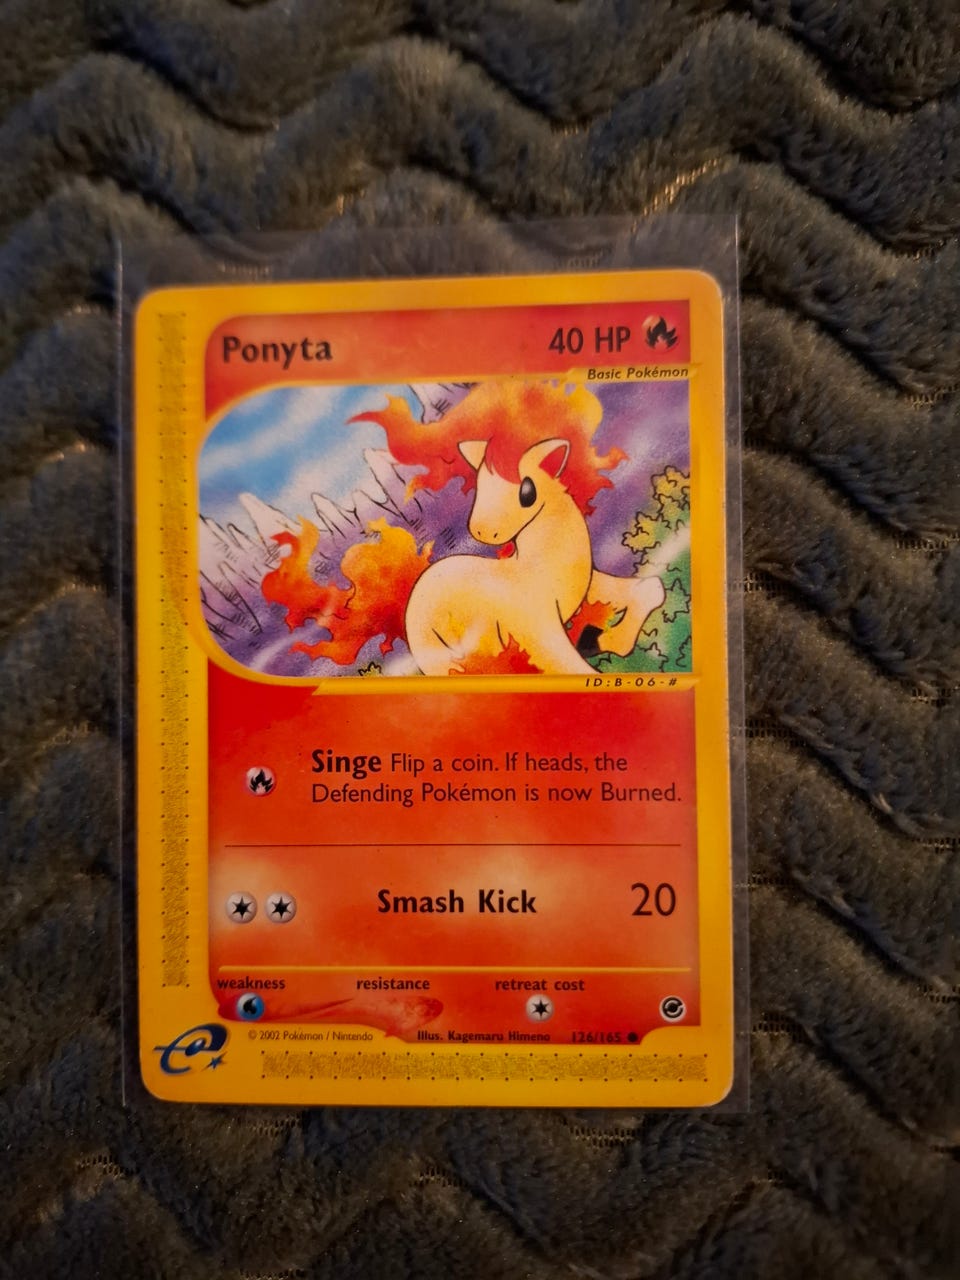 Ponyta
40 HP
Basic Pokémon
ID:B-06-#
Singe Flip a coin. If heads, the
Defending Pokémon is now Burned.
Smash Kick 20
weakness resistance retreat cost
© 2002 Pokémon / Nintendo Illus. Kagemaru Himeno 126/165
e